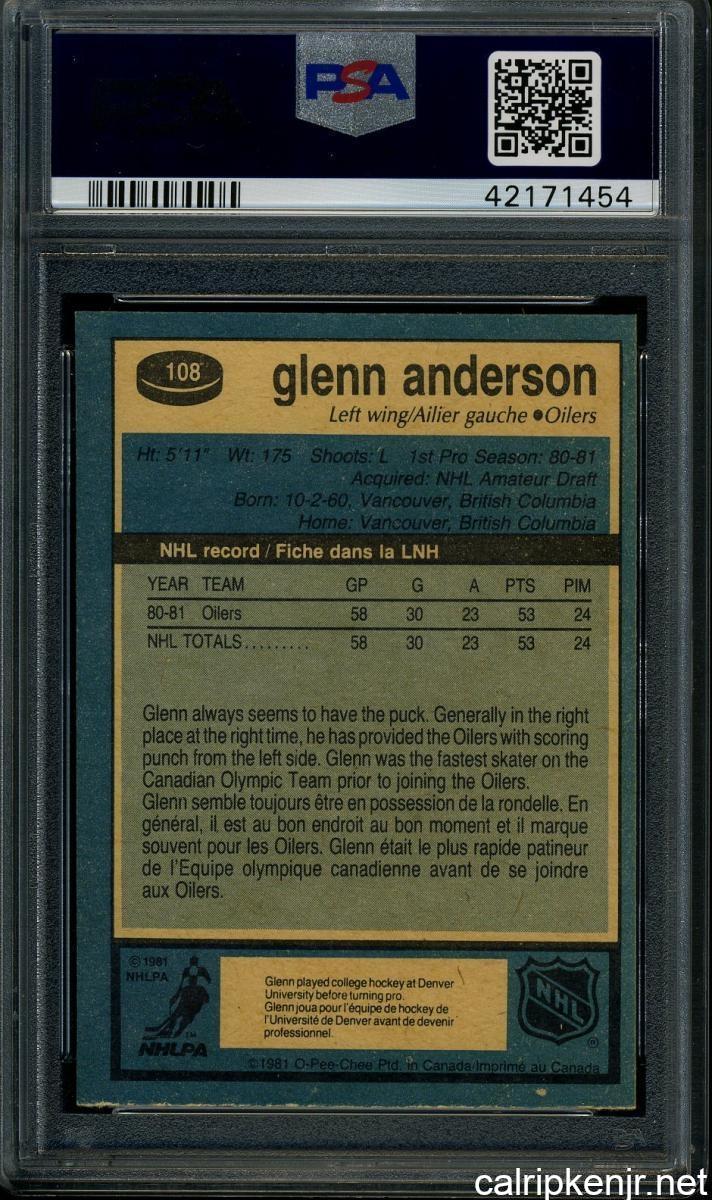 PSA
42171454
108
glenn anderson
Left wing/Ailier gauche ●Oilers
Ht: 5'11" Wt: 175 Shoots: L 1st Pro Season: 80-81
Acquired: NHL Amateur Draft
Born: 10-2-60, Vancouver, British Columbia
Home: Vancouver, British Columbia
NHL record / Fiche dans la LNH
YEAR TEAM GP G A PTS PIM
80-81 Oilers 58 30 23 53 24
NHL TOTALS......... 58 30 23 53 24
Glenn always seems to have the puck. Generally in the right
place at the right time, he has provided the Oilers with scoring
punch from the left side. Glenn was the fastest skater on the
Canadian Olympic Team prior to joining the Oilers.
Glenn semble toujours être en possession de la rondelle. En
général, il est au bon endroit au bon moment et il marque
souvent pour les Oilers. Glenn était le plus rapide patineur
de l'Equipe olympique canadienne avant de se joindre
aux Oilers.
© 1981
NHLPA
TM
NHLPA
Glenn played college hockey at Denver
University before turning pro.
Glenn joua pour l'équipe de hockey de
l'Université de Denver avant de devenir
professionnel.
NHL
®
©1981 O-Pee-Chee Ptd. in Canada/Imprimé au Canada
calripkenjr.net